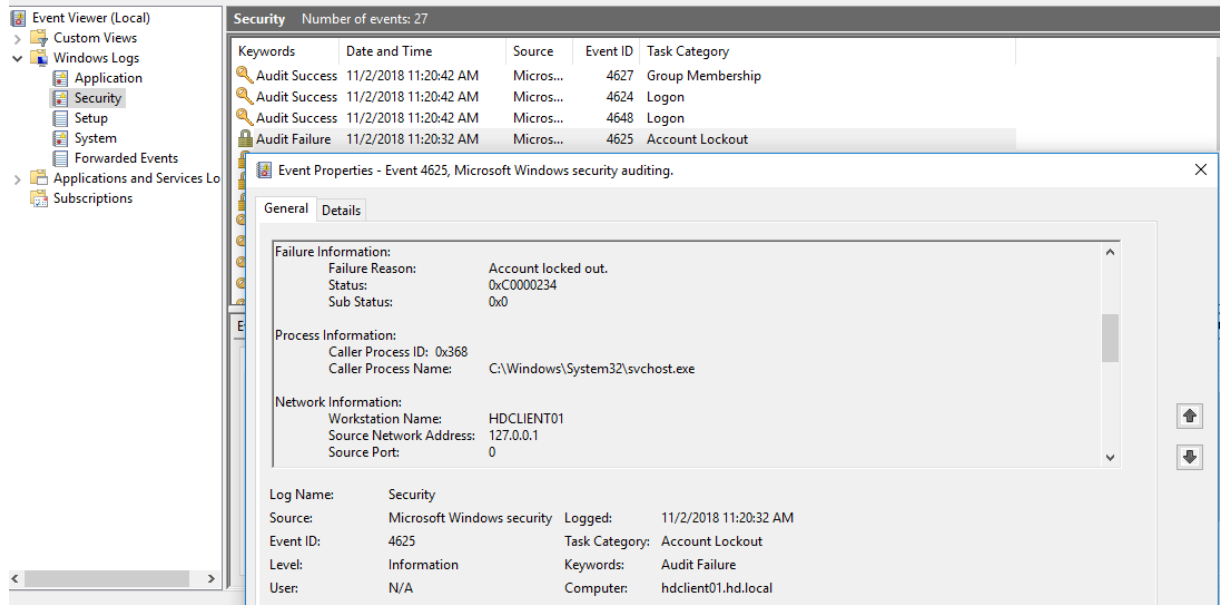 Event Viewer (Local)
Custom Views
Windows Logs
Application
Security
Setup
System
Forwarded Events
Applications and Services Lo
Subscriptions
Security Number of events: 27
Keywords Date and Time Source Event ID Task Category
Audit Success 11/2/2018 11:20:42 AM Micros... 4627 Group Membership
Audit Success 11/2/2018 11:20:42 AM Micros... 4624 Logon
Audit Success 11/2/2018 11:20:42 AM Micros... 4648 Logon
Audit Failure 11/2/2018 11:20:32 AM Micros... 4625 Account Lockout
Event Properties - Event 4625, Microsoft Windows security auditing.
General Details
Failure Information:
Failure Reason: Account locked out.
Status: 0xC0000234
Sub Status: 0x0
Process Information:
Caller Process ID: 0x368
Caller Process Name: C:\Windows\System32\svchost.exe
Network Information:
Workstation Name: HDCLIENT01
Source Network Address: 127.0.0.1
Source Port: 0
Log Name: Security
Source: Microsoft Windows security Logged: 11/2/2018 11:20:32 AM
Event ID: 4625 Task Category: Account Lockout
Level: Information Keywords: Audit Failure
User: N/A Computer: hdclient01.hd.local